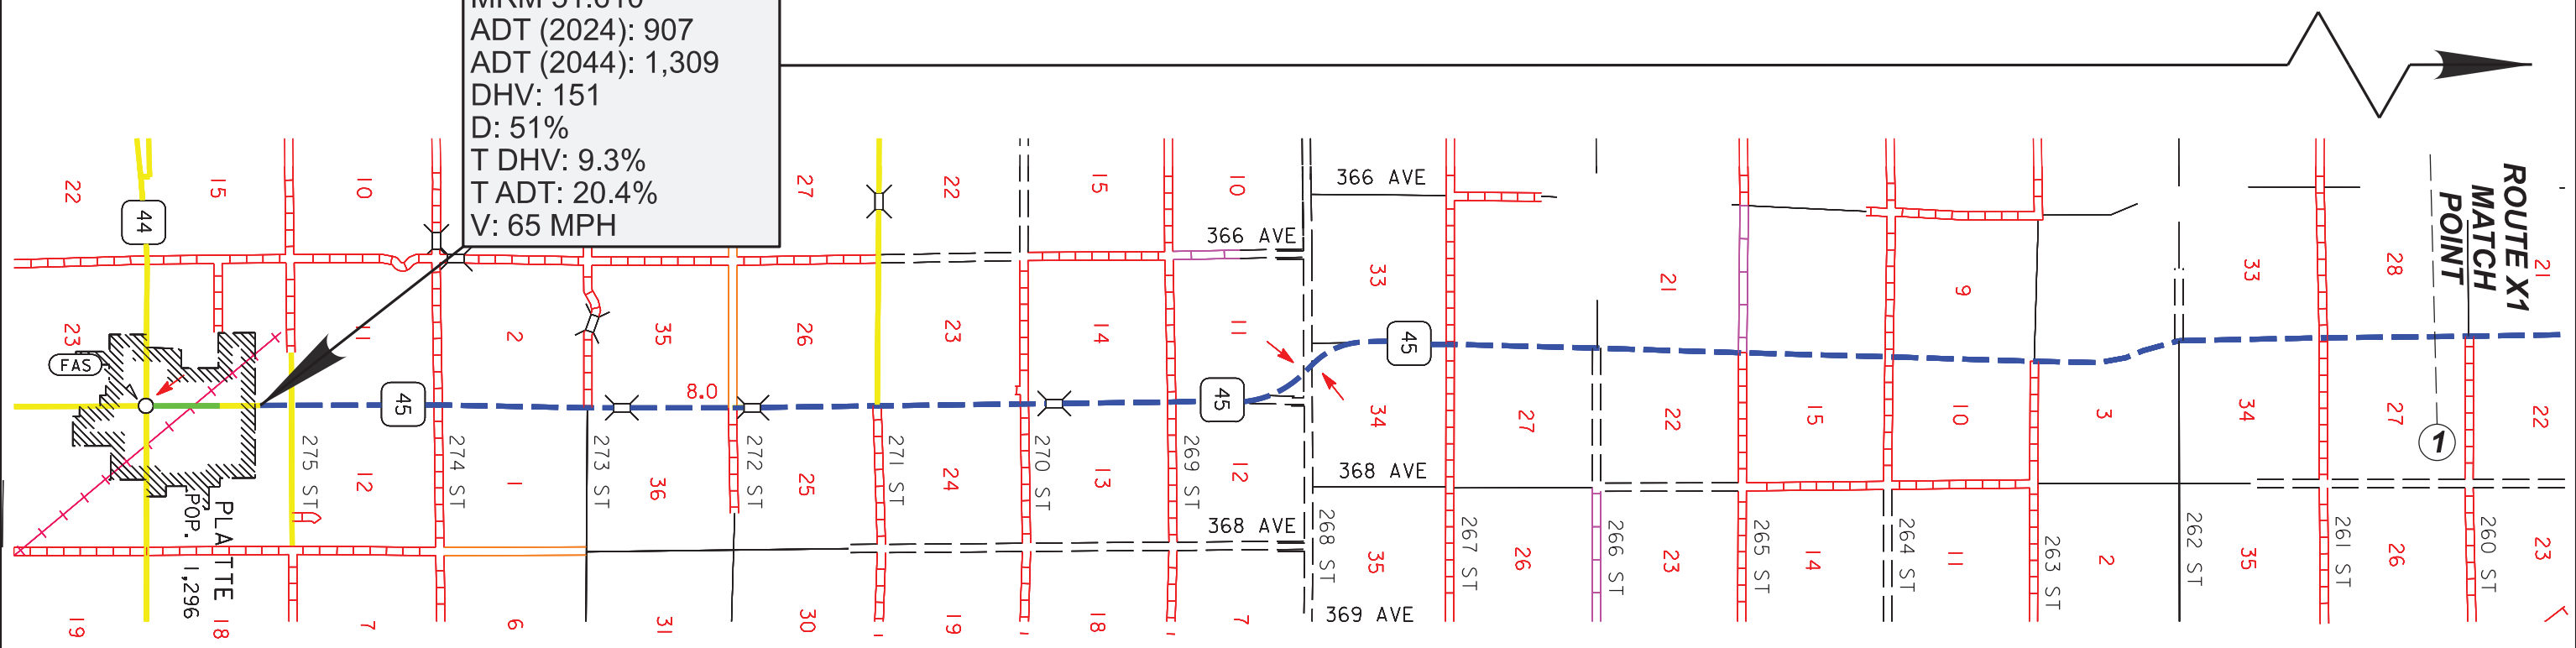 ADT (2024): 907
ADT (2044): 1,309
DHV: 151
D: 51%
T DHV: 9.3%
T ADT: 20.4%
V: 65 MPH
ROUTE X1
MATCH
POINT
1
22
15
10
27
22
15
10
366 AVE
366 AVE
44
23
11
2
35
26
23
14
11
33
21
9
33
28
21
FAS
45
8.0
45
45
12
1
36
25
24
13
12
34
27
22
15
10
3
34
27
22
275 ST
274 ST
273 ST
272 ST
271 ST
270 ST
269 ST
268 ST
267 ST
266 ST
265 ST
264 ST
263 ST
262 ST
261 ST
260 ST
368 AVE
368 AVE
369 AVE
PLATTE
POP. 1,296
19
18
7
6
31
30
19
18
7
35
26
23
14
11
2
35
26
23